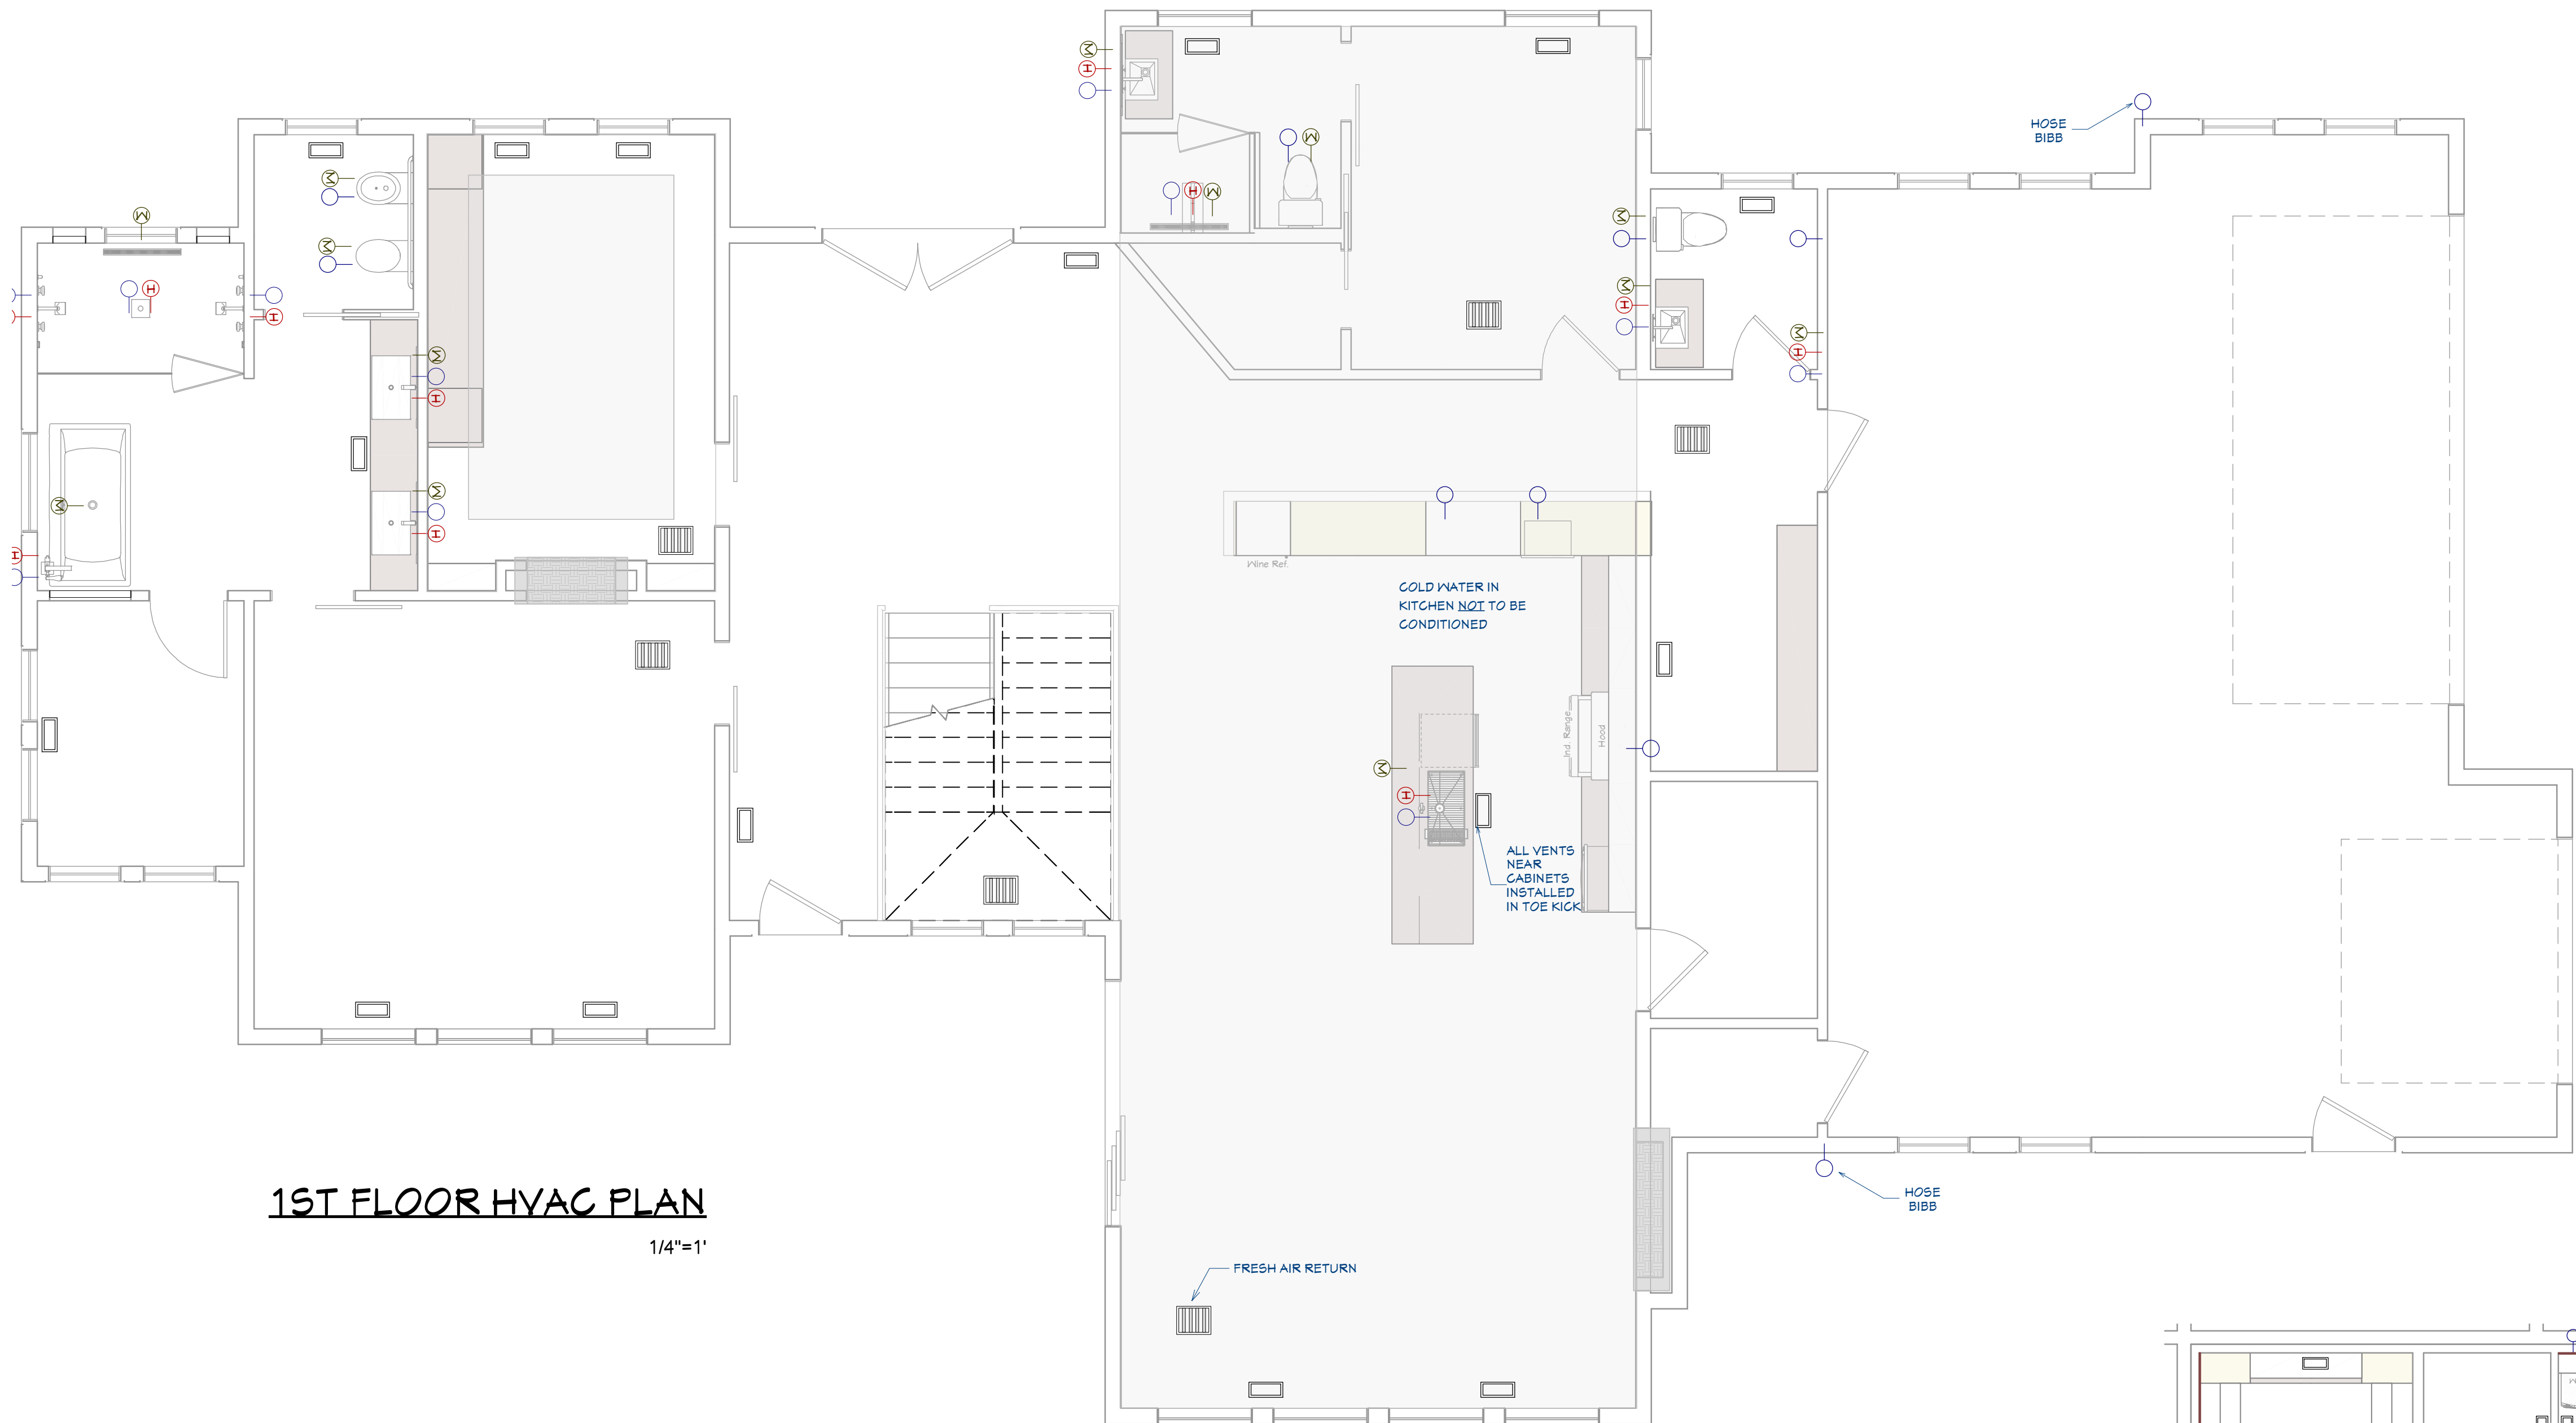 W
H
HOSE
BIBB
W
W
H W
W
W
W
W
H
H
H
W
H
W
H
W
W
H
H
Wine Ref.
COLD WATER IN
KITCHEN NOT TO BE
CONDITIONED
Ind. Range
Hood
W
H
ALL VENTS
NEAR
CABINETS
INSTALLED
IN TOE KICK
1ST FLOOR HVAC PLAN
1/4"=1'
HOSE
BIBB
FRESH AIR RETURN